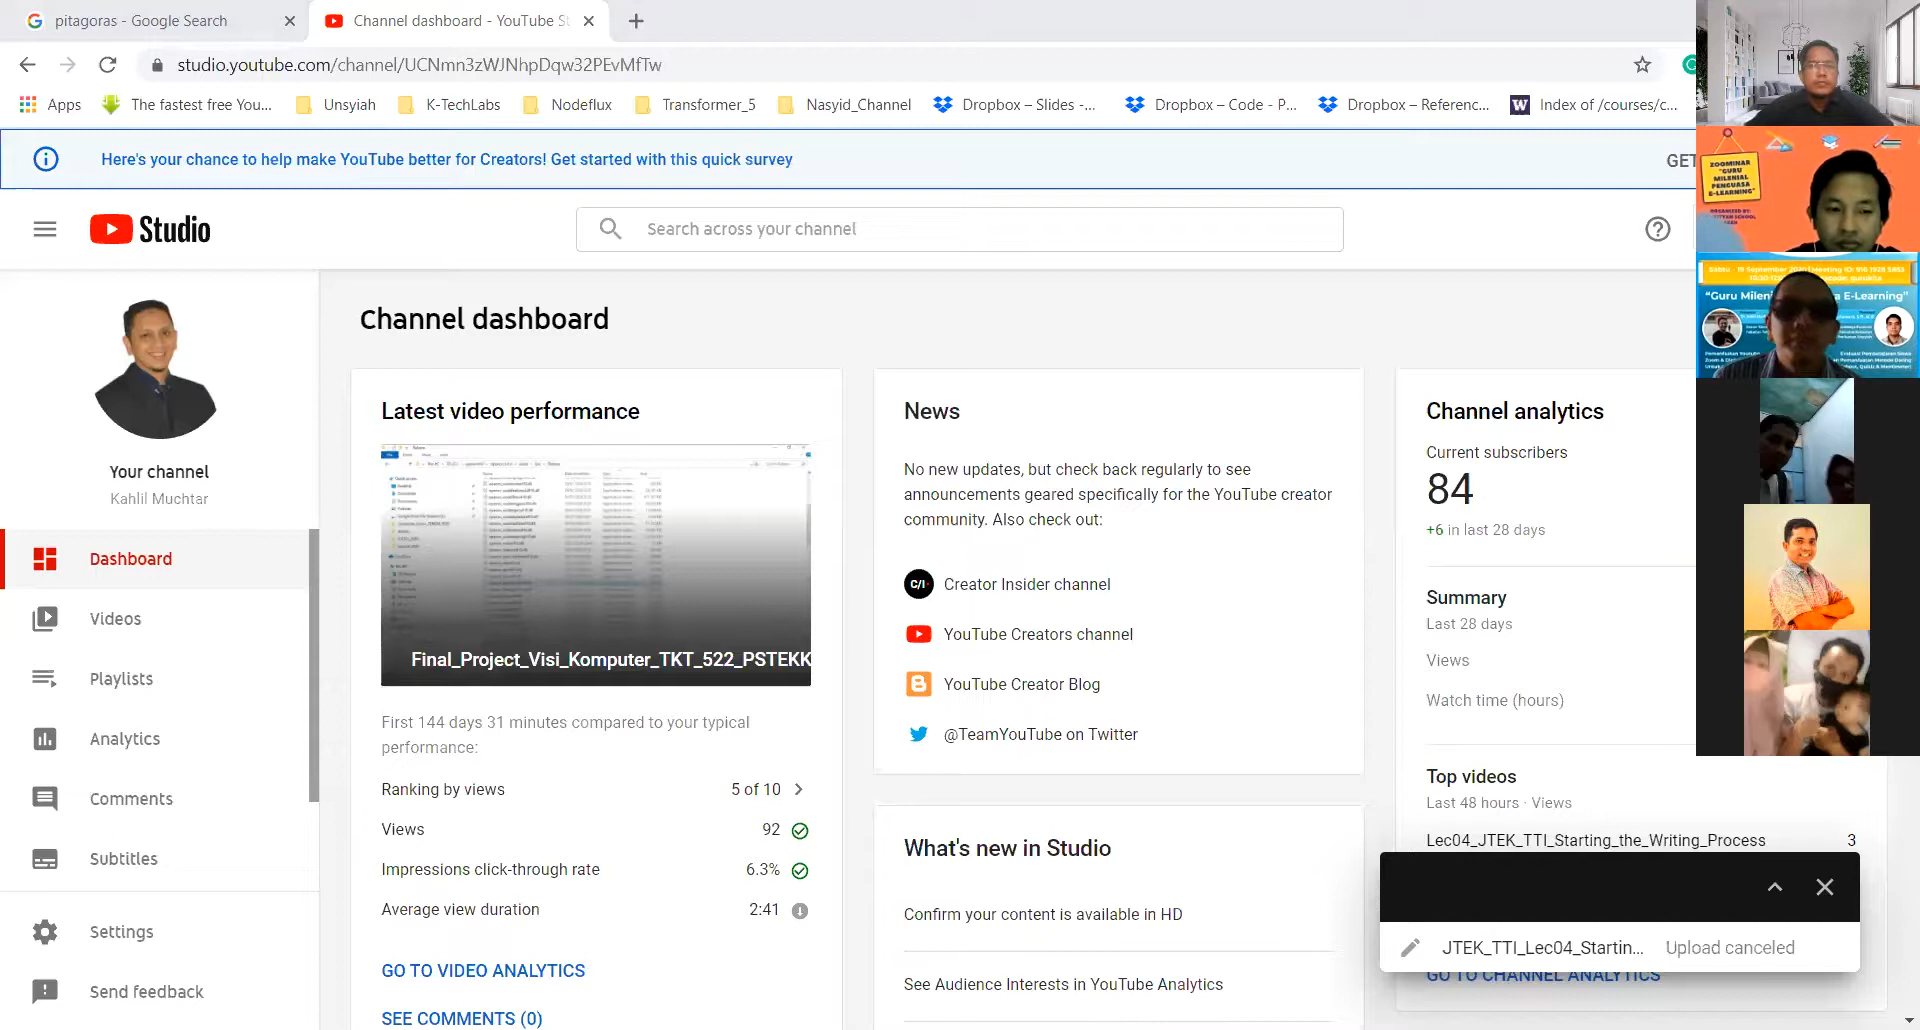 pitagoras - Google Search
Channel dashboard - YouTube St
studio.youtube.com/channel/UCNmn3zWJNhpDqw32PEvMfTw
Apps
The fastest free You...
Unsyiah
K-TechLabs
Nodeflux
Transformer_5
Nasyid_Channel
Dropbox – Slides -...
Dropbox – Code - P...
Dropbox – Referenc...
Index of /courses/c...
Here's your chance to help make YouTube better for Creators! Get started with this quick survey
GET
Studio
Search across your channel
Your channel
Kahlil Muchtar
Dashboard
Videos
Playlists
Analytics
Comments
Subtitles
Settings
Send feedback
Channel dashboard
Latest video performance
Final_Project_Visi_Komputer_TKT_522_PSTEKK
First 144 days 31 minutes compared to your typical
performance:
Ranking by views 5 of 10
Views 92
Impressions click-through rate 6.3%
Average view duration 2:41
GO TO VIDEO ANALYTICS
SEE COMMENTS (0)
News
No new updates, but check back regularly to see
announcements geared specifically for the YouTube creator
community. Also check out:
C/I
Creator Insider channel
YouTube Creators channel
YouTube Creator Blog
@TeamYouTube on Twitter
What's new in Studio
Confirm your content is available in HD
See Audience Interests in YouTube Analytics
Channel analytics
Current subscribers
84
+6 in last 28 days
Summary
Last 28 days
Views
Watch time (hours)
Top videos
Last 48 hours · Views
Lec04_JTEK_TTI_Starting_the_Writing_Process 3
JTEK_TTI_Lec04_Startin... Upload canceled
GO TO CHANNEL ANALYTICS
ZOOMINAR
"GURU
MILENIAL
PENGUASA
E-LEARNING"
ORGANIZED BY:
"Guru Mileni
E-Learning"